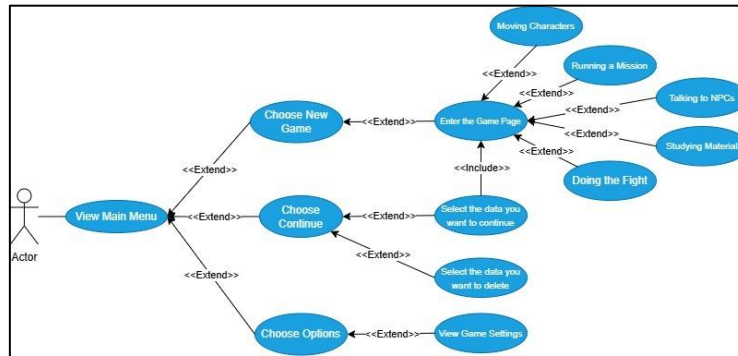 Moving Characters
<<Extend>>
Running a Mission
<<Extend>>
Talking to NPCs
<<Extend>>
Choose New
Game
<<Extend>>
Enter the Game Page
<<Extend>>
Studying Material
<<Extend>>
Doing the Fight
<<Extend>>
<<Include>>
Actor
View Main Menu
<<Extend>>
Choose
Continue
<<Extend>>
Select the data you
want to continue
<<Extend>>
Select the data you
want to delete
<<Extend>>
Choose Options
<<Extend>>
View Game Settings